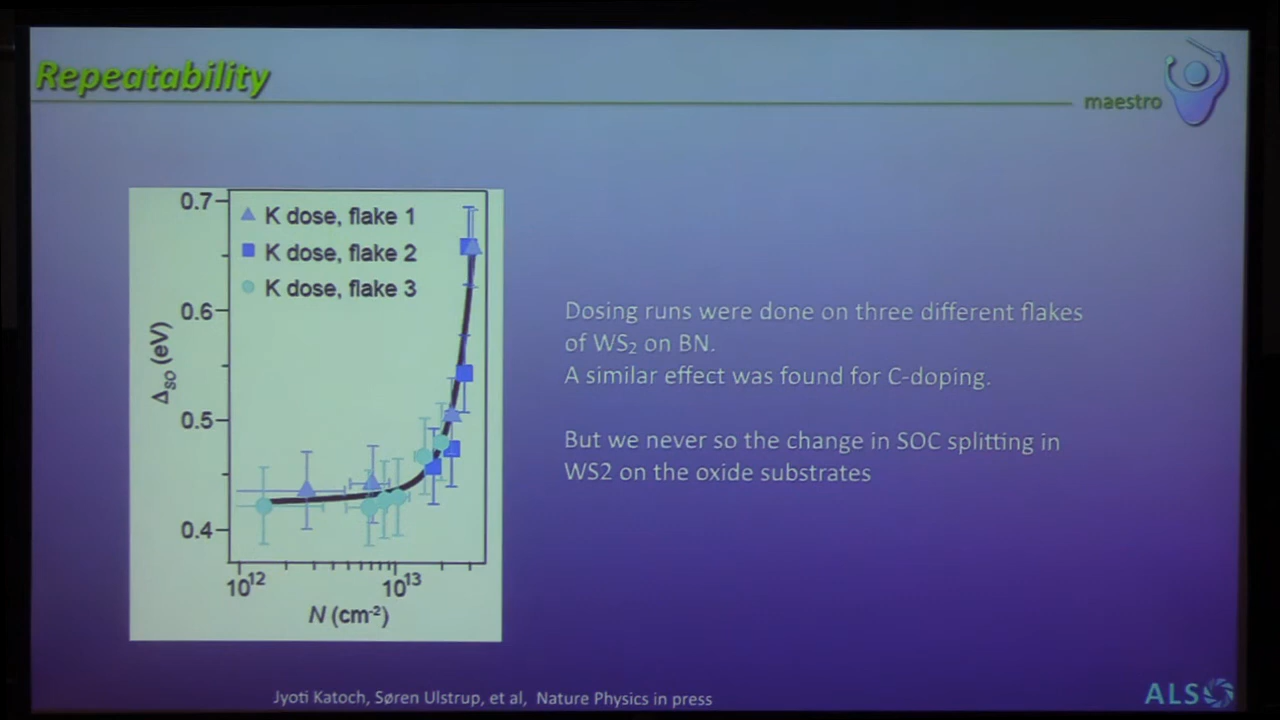 Repeatability
maestro
0.7
0.6
0.5
0.4
Δso (eV)
K dose, flake 1
K dose, flake 2
K dose, flake 3
10¹² 10¹³
N (cm⁻²)
Dosing runs were done on three different flakes
of WS₂ on BN.
A similar effect was found for C-doping.
But we never so the change in SOC splitting in
WS2 on the oxide substrates
Jyoti Katoch, Søren Ulstrup, et al, Nature Physics in press
ALS